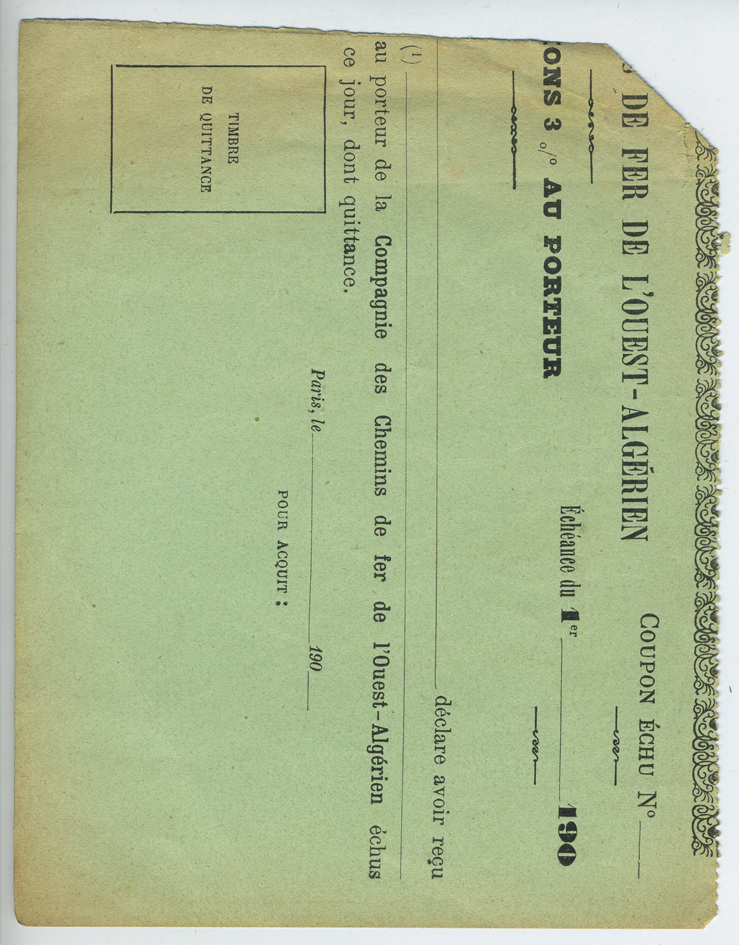 S DE FER DE L'OUEST-ALGÉRIEN COUPON ÉCHU N°
ONS 3 % AU PORTEUR Échéance du 1er 190
déclare avoir reçu
(1)
au porteur de la Compagnie des Chemins de fer de l'Ouest-Algérien échus
ce jour, dont quittance.
Paris, le 190
POUR ACQUIT :
TIMBRE
DE QUITTANCE